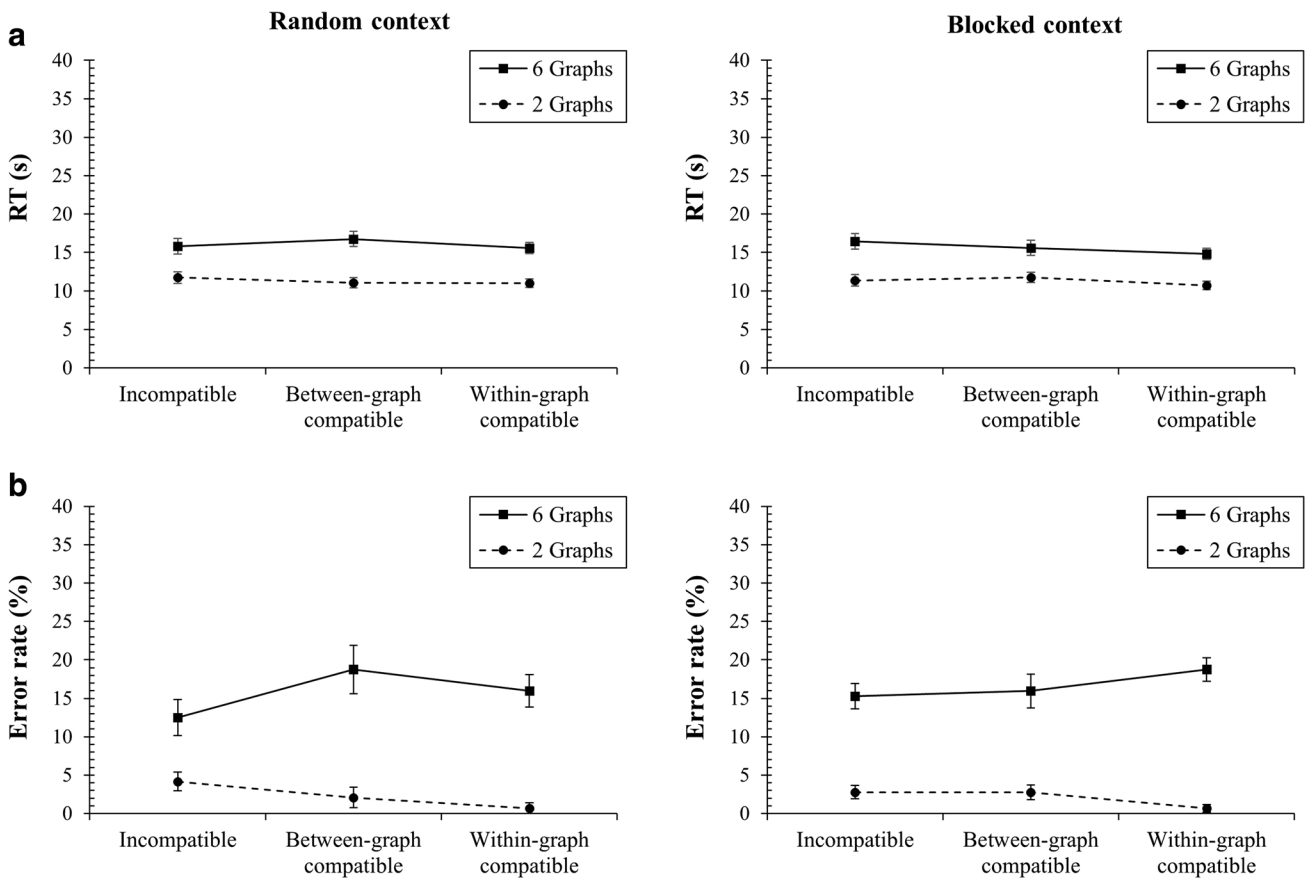 Random context
Blocked context
a
RT (s)
40
35
30
25
20
15
10
5
0
6 Graphs
2 Graphs
Incompatible
Between-graph
compatible
Within-graph
compatible
RT (s)
40
35
30
25
20
15
10
5
0
6 Graphs
2 Graphs
Incompatible
Between-graph
compatible
Within-graph
compatible
b
Error rate (%)
40
35
30
25
20
15
10
5
0
6 Graphs
2 Graphs
Incompatible
Between-graph
compatible
Within-graph
compatible
Error rate (%)
40
35
30
25
20
15
10
5
0
6 Graphs
2 Graphs
Incompatible
Between-graph
compatible
Within-graph
compatible